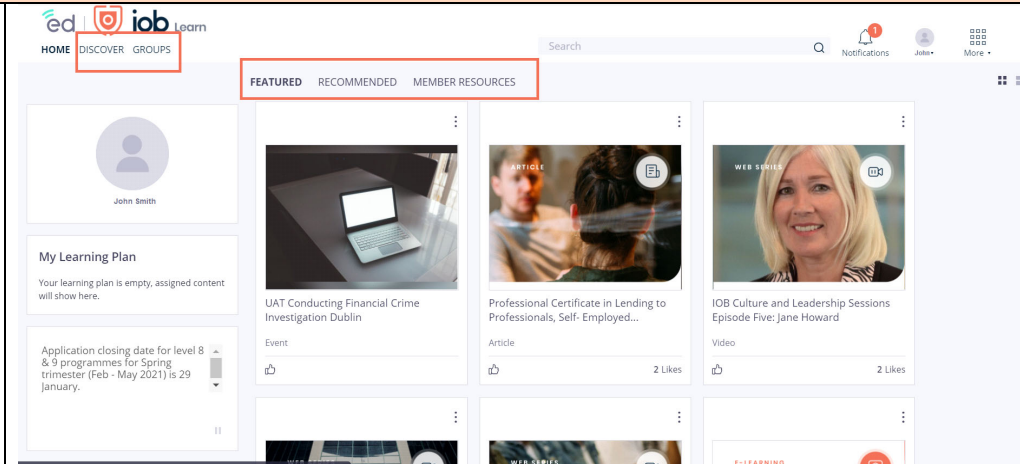 ed iob Learn
HOME DISCOVER GROUPS
Search
1
Notifications
John
More
FEATURED RECOMMENDED MEMBER RESOURCES
John Smith
My Learning Plan
Your learning plan is empty, assigned content
will show here.
Application closing date for level 8
& 9 programmes for Spring
trimester (Feb - May 2021) is 29
January.
UAT Conducting Financial Crime
Investigation Dublin
Event
ARTICLE
Professional Certificate in Lending to
Professionals, Self- Employed...
Article
2 Likes
WEB SERIES
IOB Culture and Leadership Sessions
Episode Five: Jane Howard
Video
2 Likes
WEB SERIES
WEB SERIES
E-LEARNING